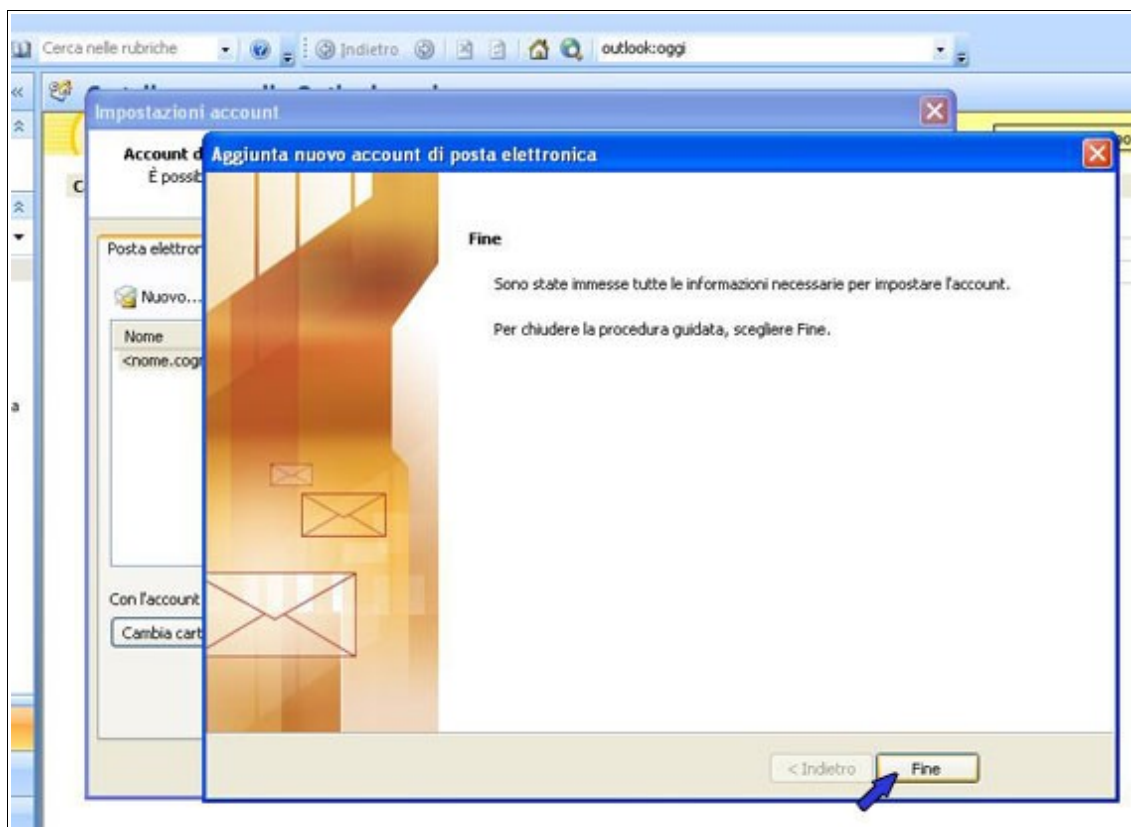 Cerca nelle rubriche
Indietro
outlook:oggi
Impostazioni account
Account d
È possib
Aggiunta nuovo account di posta elettronica
Posta elettron
Nuovo...
Nome
<nome.cogn
Con l'account
Cambia cart
Fine
Sono state immesse tutte le informazioni necessarie per impostare l'account.
Per chiudere la procedura guidata, scegliere Fine.
< Indietro
Fine